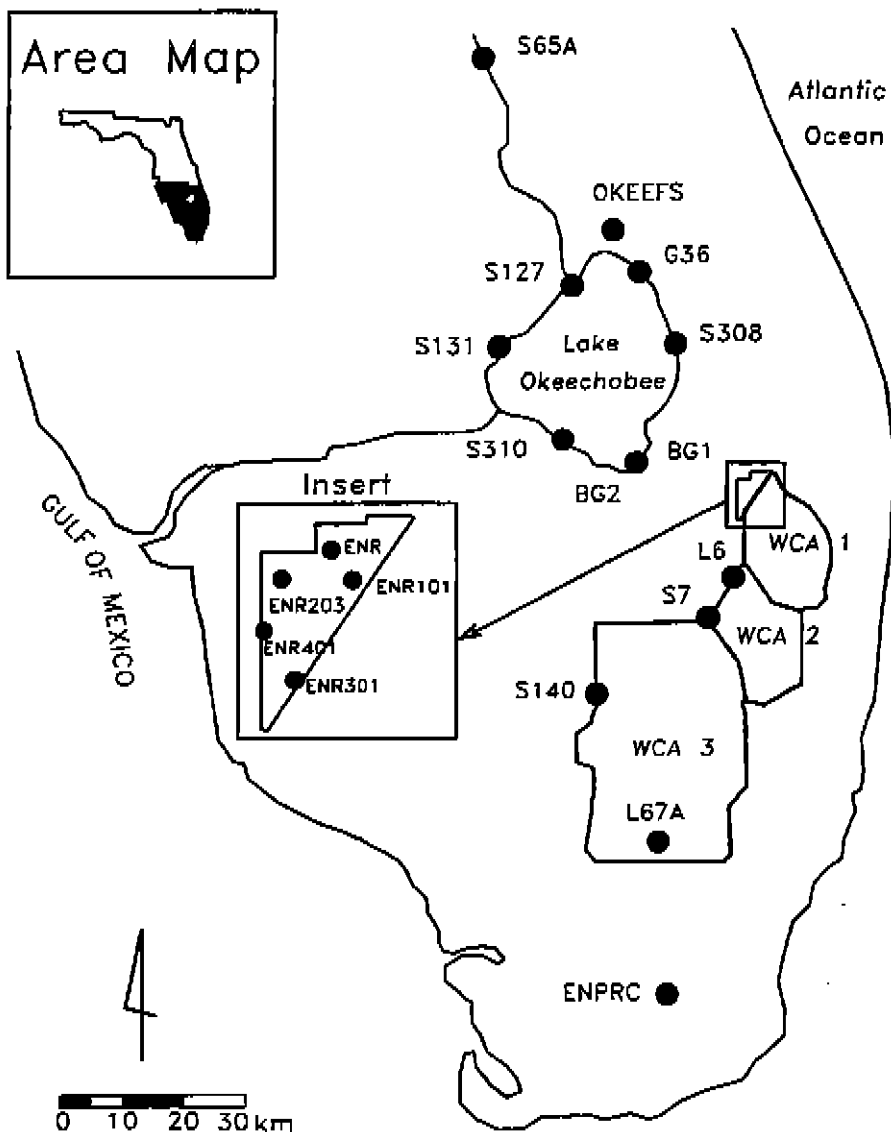 Area Map
S65A
Atlantic
Ocean
OKEEFS
S127
G36
S131
Lake
Okeechobee
S308
S310
BG1
BG2
Insert
GULF OF MEXICO
ENR
ENR203
ENR101
ENR401
ENR301
L6
WCA 1
S7
WCA 2
S140
WCA 3
L67A
ENPRC
0 10 20 30 km